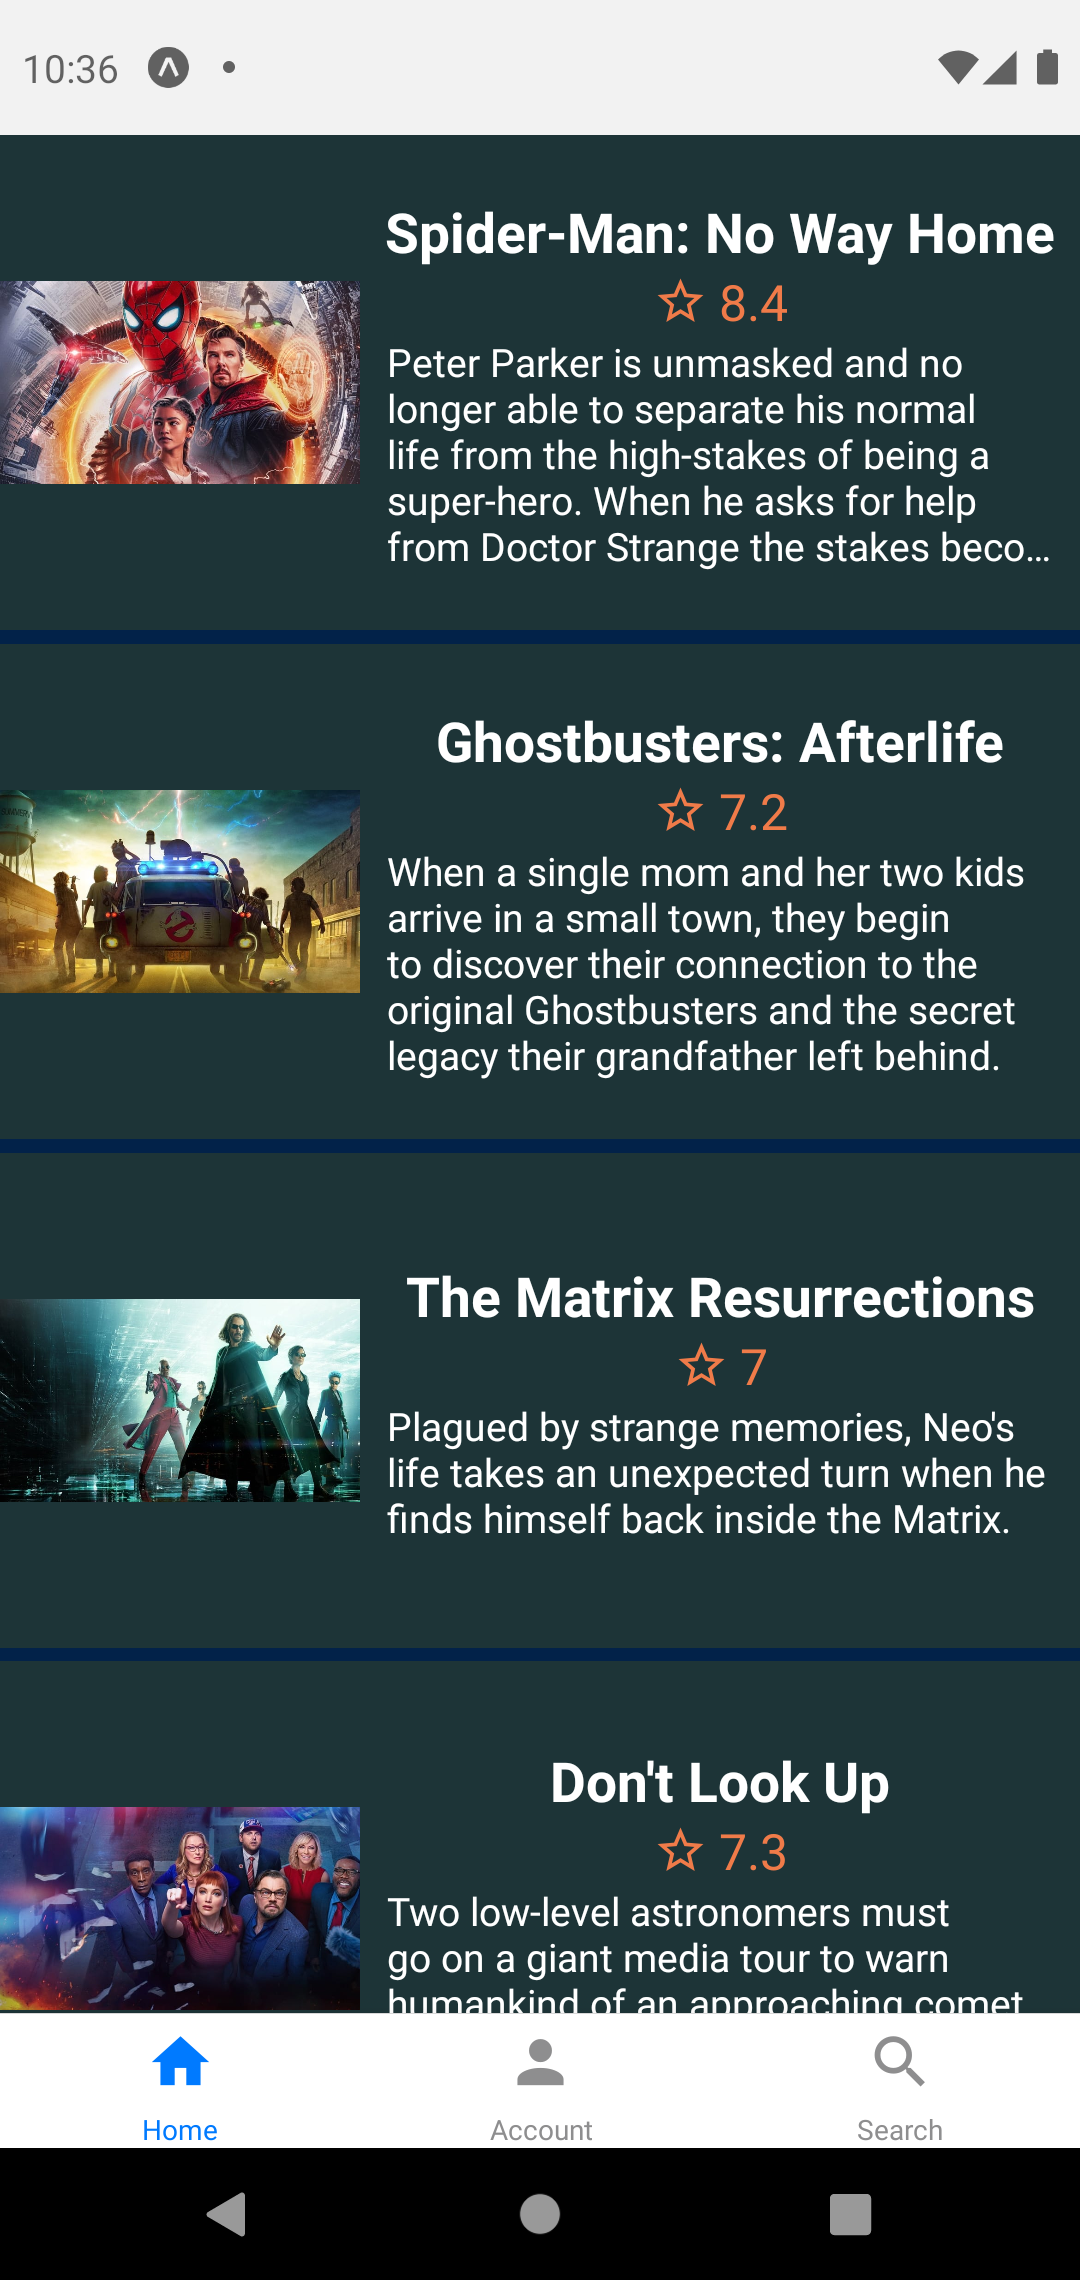 10:36
Spider-Man: No Way Home
8.4
Peter Parker is unmasked and no
longer able to separate his normal
life from the high-stakes of being a
super-hero. When he asks for help
from Doctor Strange the stakes beco...
Ghostbusters: Afterlife
7.2
When a single mom and her two kids
arrive in a small town, they begin
to discover their connection to the
original Ghostbusters and the secret
legacy their grandfather left behind.
The Matrix Resurrections
7
Plagued by strange memories, Neo's
life takes an unexpected turn when he
finds himself back inside the Matrix.
Don't Look Up
7.3
Two low-level astronomers must
go on a giant media tour to warn
humankind of an approaching comet
Home
Account
Search